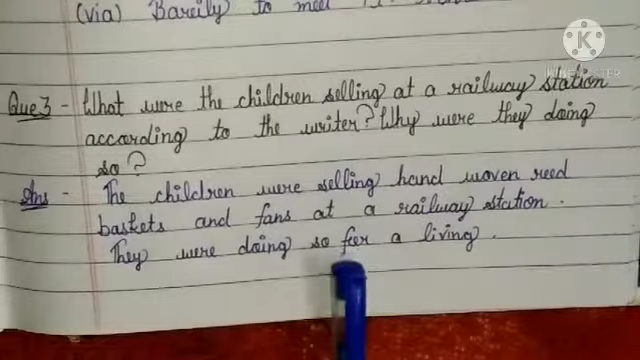 (via) Bareily to meet
Que3 - What were the children selling at a railway station
according to the writer? Why were they doing
so?
Ans - The children were selling hand woven reed
baskets and fans at a railway station.
They were doing so for a living.